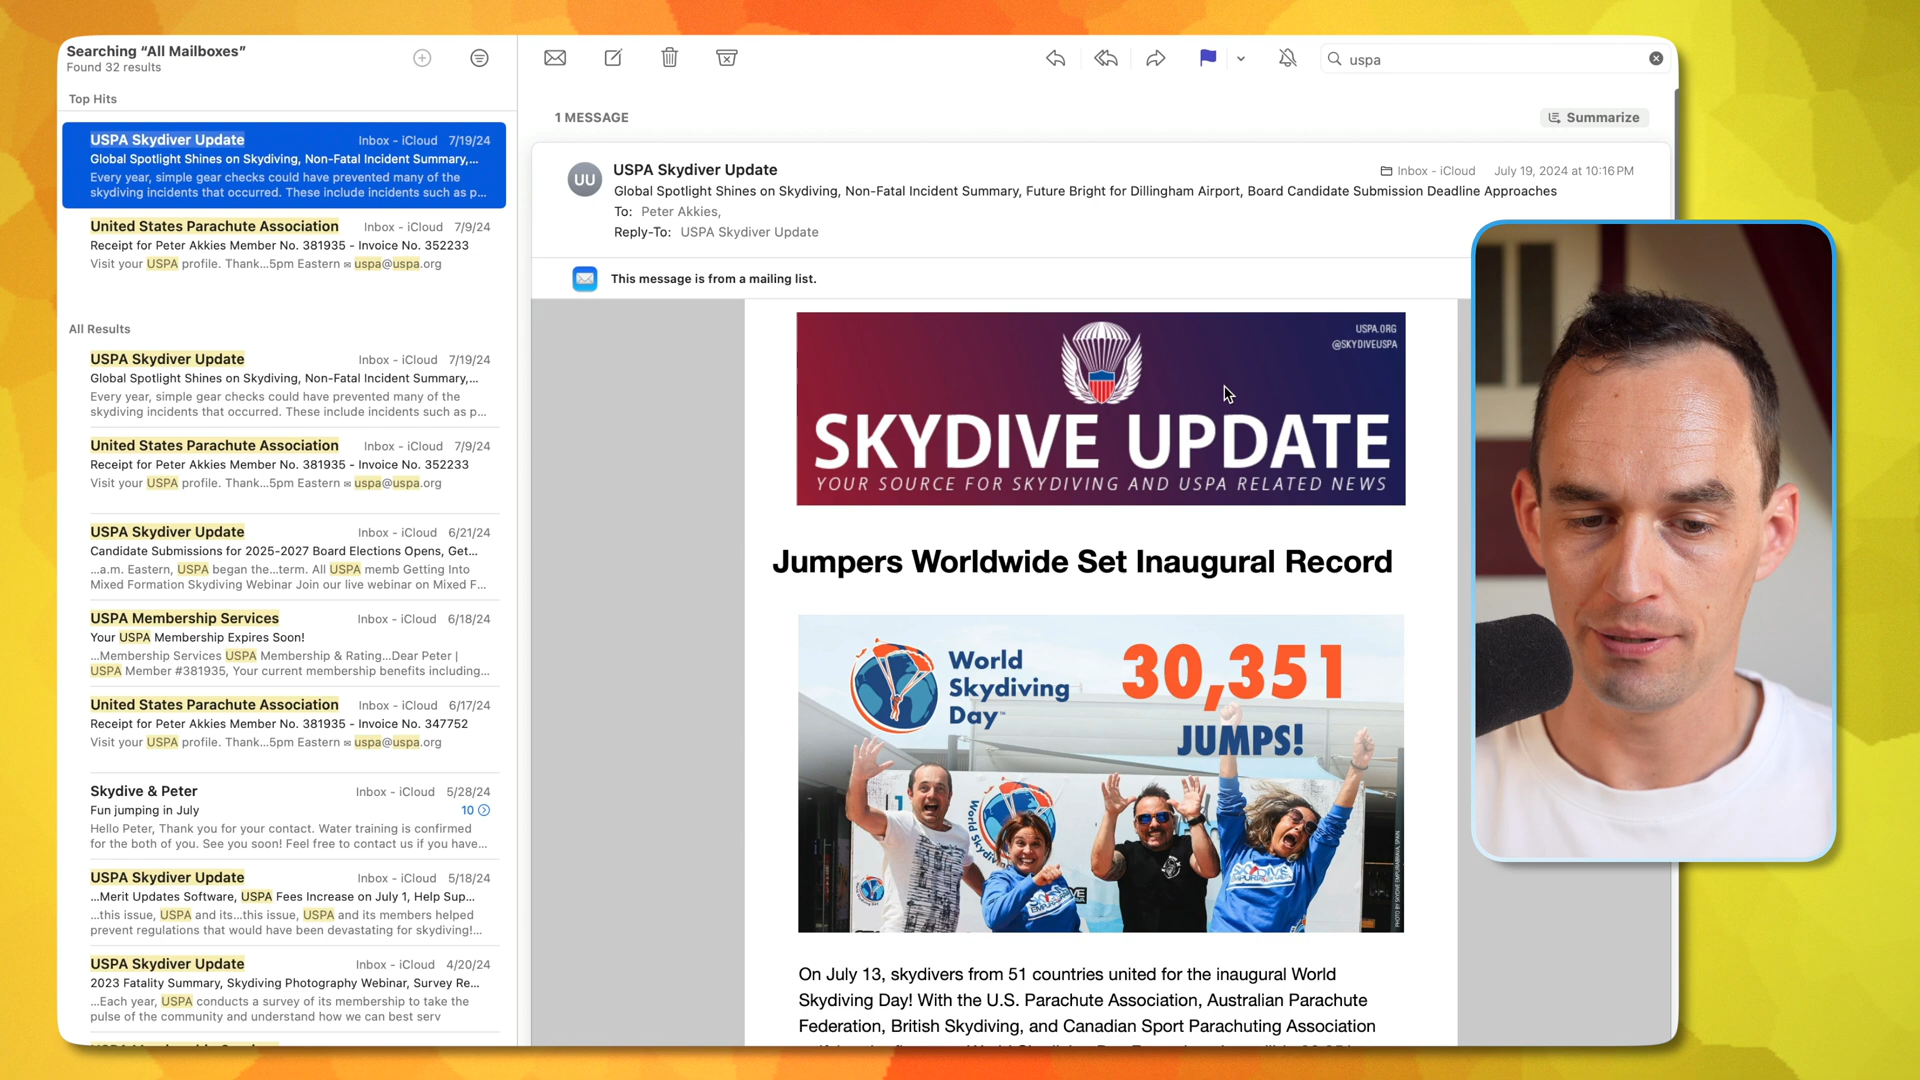 Searching “All Mailboxes”
Found 32 results
Top Hits
USPA Skydiver Update Inbox - iCloud 7/19/24
Global Spotlight Shines on Skydiving, Non-Fatal Incident Summary,...
Every year, simple gear checks could have prevented many of the
skydiving incidents that occurred. These include incidents such as p...
United States Parachute Association Inbox - iCloud 7/9/24
Receipt for Peter Akkies Member No. 381935 - Invoice No. 352233
Visit your USPA profile. Thank...5pm Eastern ✉ uspa@uspa.org
All Results
USPA Skydiver Update Inbox - iCloud 7/19/24
Global Spotlight Shines on Skydiving, Non-Fatal Incident Summary,...
Every year, simple gear checks could have prevented many of the
skydiving incidents that occurred. These include incidents such as p...
United States Parachute Association Inbox - iCloud 7/9/24
Receipt for Peter Akkies Member No. 381935 - Invoice No. 352233
Visit your USPA profile. Thank...5pm Eastern ✉ uspa@uspa.org
USPA Skydiver Update Inbox - iCloud 6/21/24
Candidate Submissions for 2025-2027 Board Elections Opens, Get...
...a.m. Eastern, USPA began the...term. All USPA memb Getting Into
Mixed Formation Skydiving Webinar Join our live webinar on Mixed F...
USPA Membership Services Inbox - iCloud 6/18/24
Your USPA Membership Expires Soon!
...Membership Services USPA Membership & Rating...Dear Peter |
USPA Member #381935, Your current membership benefits including...
United States Parachute Association Inbox - iCloud 6/17/24
Receipt for Peter Akkies Member No. 381935 - Invoice No. 347752
Visit your USPA profile. Thank...5pm Eastern ✉ uspa@uspa.org
Skydive & Peter Inbox - iCloud 5/28/24
Fun jumping in July 10
Hello Peter, Thank you for your contact. Water training is confirmed
for the both of you. See you soon! Feel free to contact us if you have...
USPA Skydiver Update Inbox - iCloud 5/18/24
...Merit Updates Software, USPA Fees Increase on July 1, Help Sup...
...this issue, USPA and its...this issue, USPA and its members helped
prevent regulations that would have been devastating for skydiving!...
USPA Skydiver Update Inbox - iCloud 4/20/24
2023 Fatality Summary, Skydiving Photography Webinar, Survey Re...
...Each year, USPA conducts a survey of its membership to take the
pulse of the community and understand how we can best serv
uspa
1 MESSAGE
Summarize
UU
USPA Skydiver Update Inbox - iCloud July 19, 2024 at 10:16 PM
Global Spotlight Shines on Skydiving, Non-Fatal Incident Summary, Future Bright for Dillingham Airport, Board Candidate Submission Deadline Approaches
To: Peter Akkies,
Reply-To: USPA Skydiver Update
This message is from a mailing list.
USPA.ORG
@SKYDIVEUSPA
SKYDIVE UPDATE
YOUR SOURCE FOR SKYDIVING AND USPA RELATED NEWS
Jumpers Worldwide Set Inaugural Record
World
Skydiving
Day™
30,351
JUMPS!
On July 13, skydivers from 51 countries united for the inaugural World
Skydiving Day! With the U.S. Parachute Association, Australian Parachute
Federation, British Skydiving, and Canadian Sport Parachuting Association